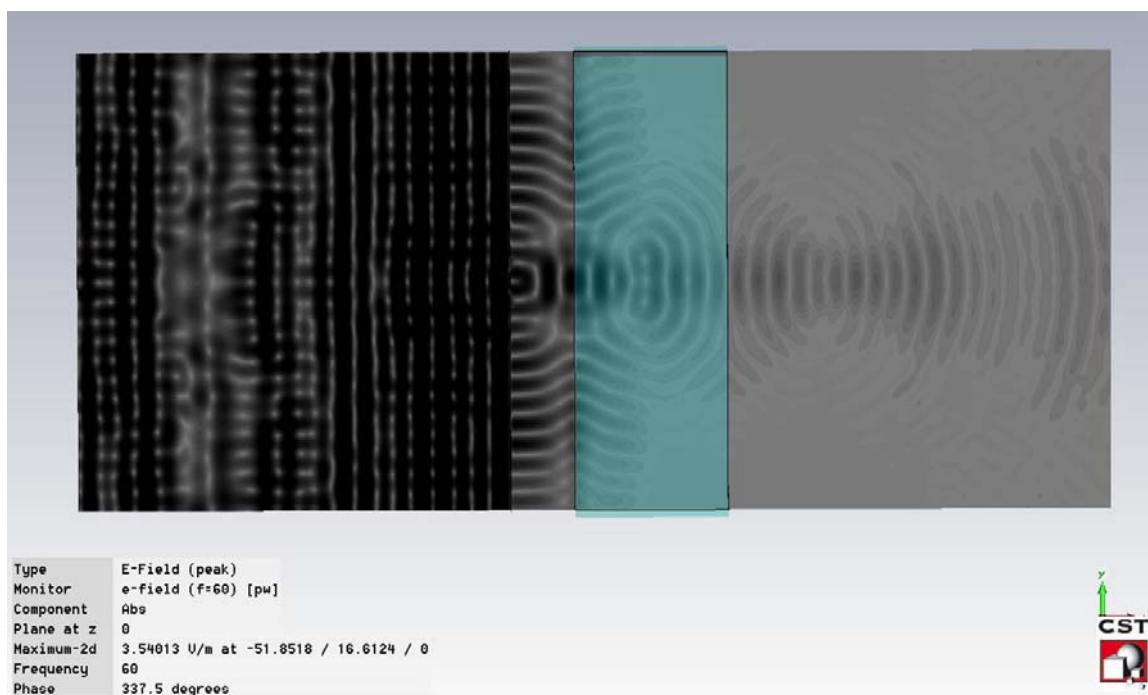 Type E-Field (peak)
Monitor e-field (f=60) [pw]
Component Abs
Plane at z 0
Maximum-2d 3.54013 V/m at -51.8518 / 16.6124 / 0
Frequency 60
Phase 337.5 degrees
y
CST